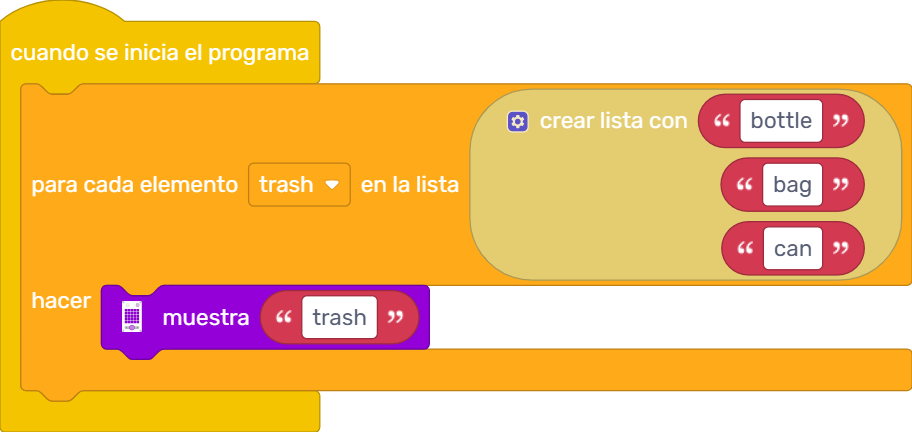 cuando se inicia el programa
crear lista con “ bottle ”
para cada elemento trash en la lista “ bag ”
“ can ”
hacer
muestra “ trash ”